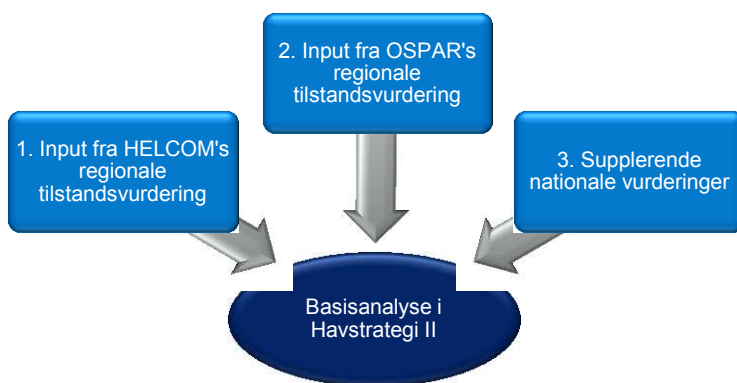 1. Input fra HELCOM's
regionale
tilstandsvurdering
2. Input fra OSPAR's
regionale
tilstandsvurdering
3. Supplerende
nationale vurderinger
Basisanalyse i
Havstrategi II